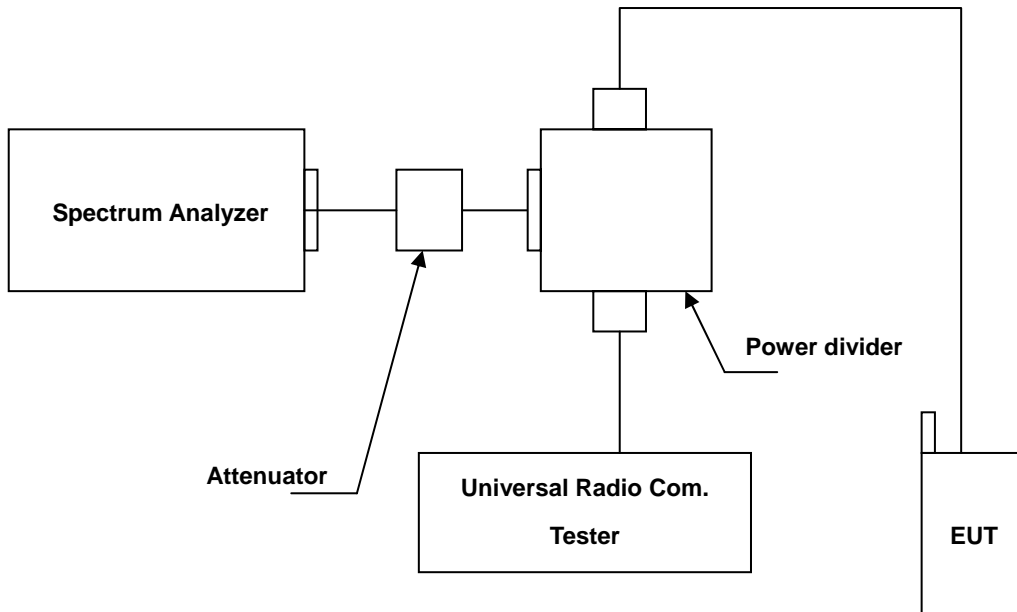 Spectrum Analyzer
Power divider
Attenuator
Universal Radio Com.
Tester
EUT